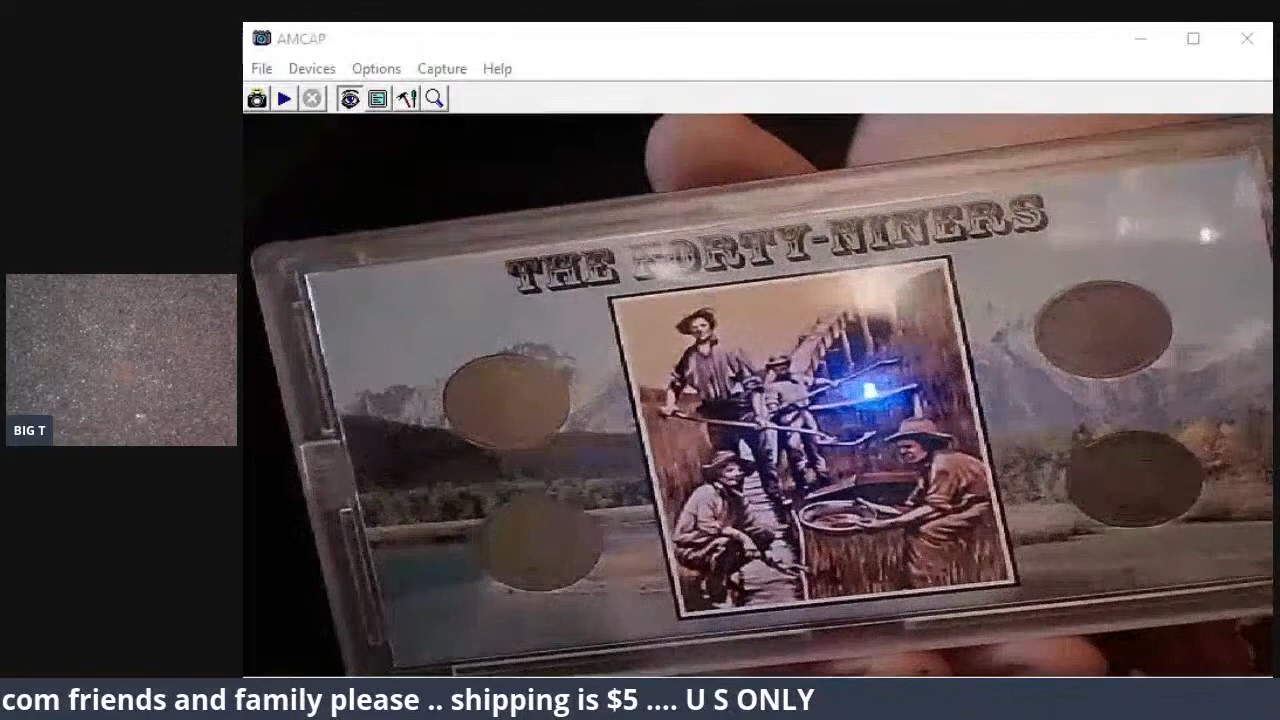 AMCAP
File Devices Options Capture Help
THE FORTY-NINERS
BIG T
com friends and family please .. shipping is $5 .... U S ONLY